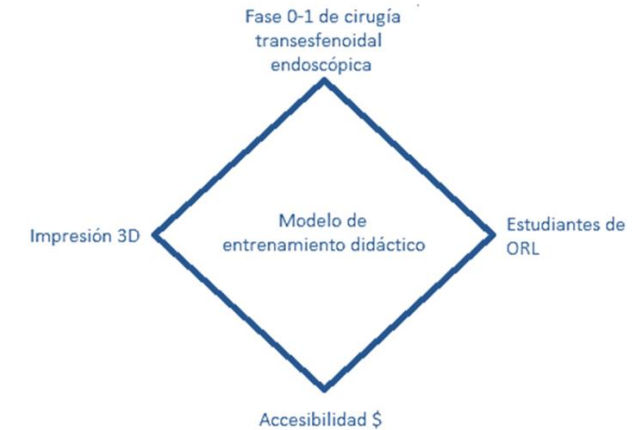 Fase 0-1 de cirugía
transesfenoidal
endoscópica
Impresión 3D
Modelo de
entrenamiento didáctico
Estudiantes de
ORL
Accesibilidad $